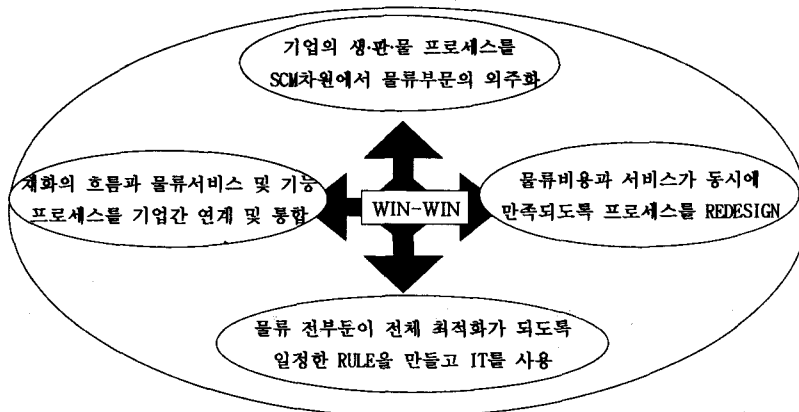 기업의 생·판·물 프로세스를
SCM차원에서 물류부문의 외주화
재화의 흐름과 물류서비스 및 기능
프로세스를 기업간 연계 및 통합
WIN-WIN
물류비용과 서비스가 동시에
만족되도록 프로세스를 REDESIGN
물류 전부둔이 전체 최적화가 되도록
일정한 RULE을 만들고 IT를 사용